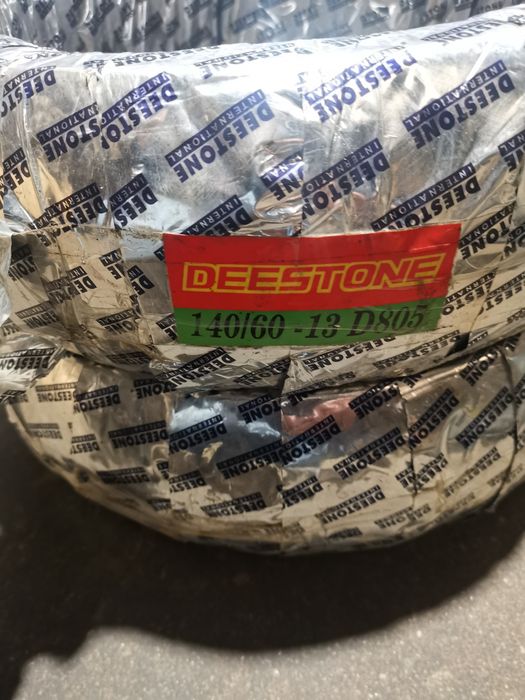 DEESTONE
INTERNATIONAL
DEESTONE
140/60 -13 D805